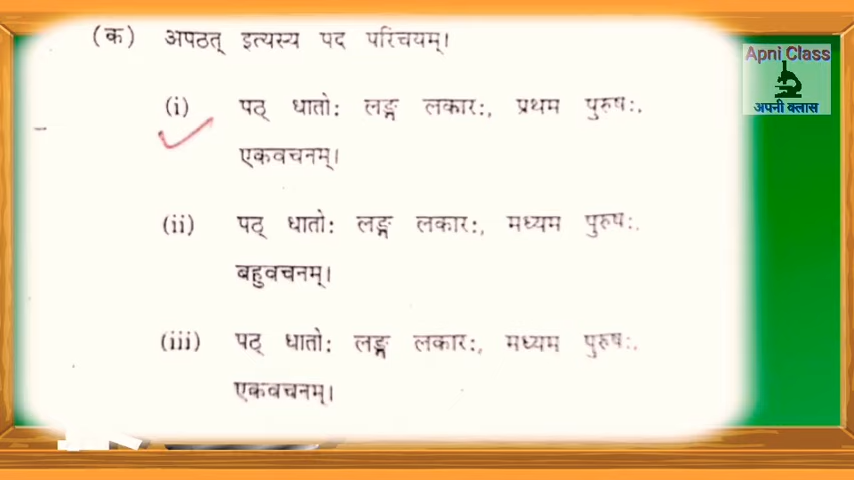 (क) अपठत् इत्यस्य पद परिचयम्।
Apni Class
अपनी क्लास
(i) पठ् धातोः लङ्ग लकारः, प्रथम पुरुषः,
एकवचनम्।
(ii) पठ् धातोः लङ्ग लकारः, मध्यम पुरुषः,
बहुवचनम्।
(iii) पठ् धातोः लङ्ग लकारः, मध्यम पुरुषः,
एकवचनम्।